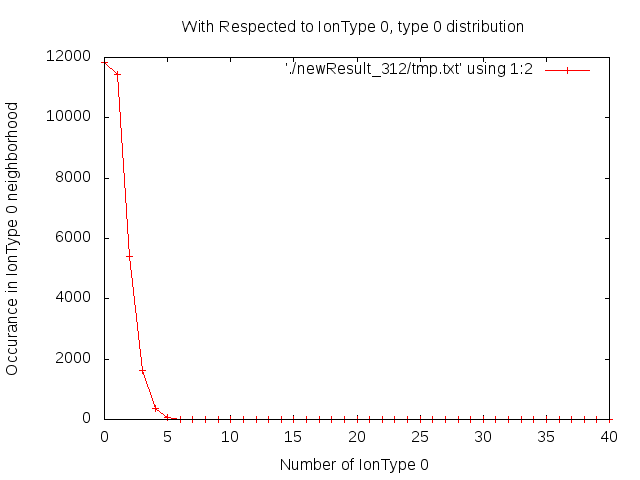 With Respected to IonType 0, type 0 distribution
'./newResult_312/tmp.txt' using 1:2
Occurance in IonType 0 neighborhood
12000
10000
8000
6000
4000
2000
0
0 5 10 15 20 25 30 35 40
Number of IonType 0